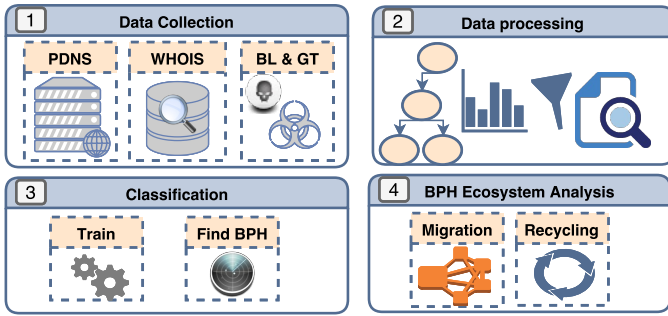 1
Data Collection
PDNS
WHOIS
BL & GT
2
Data processing
3
Classification
Train
Find BPH
4
BPH Ecosystem Analysis
Migration
Recycling